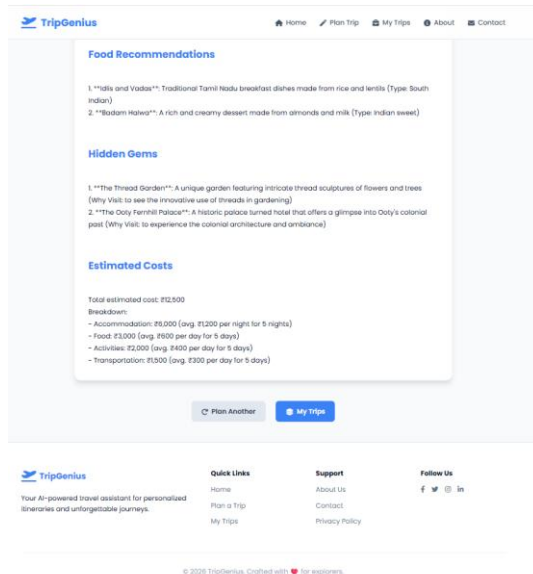 TripGenius
Home Plan Trip My Trips About Contact
Food Recommendations
1. **Idlis and Vadas**: Traditional Tamil Nadu breakfast dishes made from rice and lentils (Type: South
Indian)
2. **Badam Halwa**: A rich and creamy dessert made from almonds and milk (Type: Indian sweet)
Hidden Gems
1. **The Thread Garden**: A unique garden featuring intricate thread sculptures of flowers and trees
(Why Visit: to see the innovative use of threads in gardening)
2. **The Ooty Fernhill Palace**: A historic palace turned hotel that offers a glimpse into Ooty's colonial
past (Why Visit: to experience the colonial architecture and ambiance)
Estimated Costs
Total estimated cost: ₹12,500
Breakdown:
- Accommodation: ₹6,000 (avg. ₹1,200 per night for 5 nights)
- Food: ₹3,000 (avg. ₹600 per day for 5 days)
- Activities: ₹2,000 (avg. ₹400 per day for 5 days)
- Transportation: ₹1,500 (avg. ₹300 per day for 5 days)
Plan Another My Trips
TripGenius
Your AI-powered travel assistant for personalized
itineraries and unforgettable journeys.
Quick Links
Home
Plan a Trip
My Trips
Support
About Us
Contact
Privacy Policy
Follow Us
© 2026 TripGenius. Crafted with ❤ for explorers.